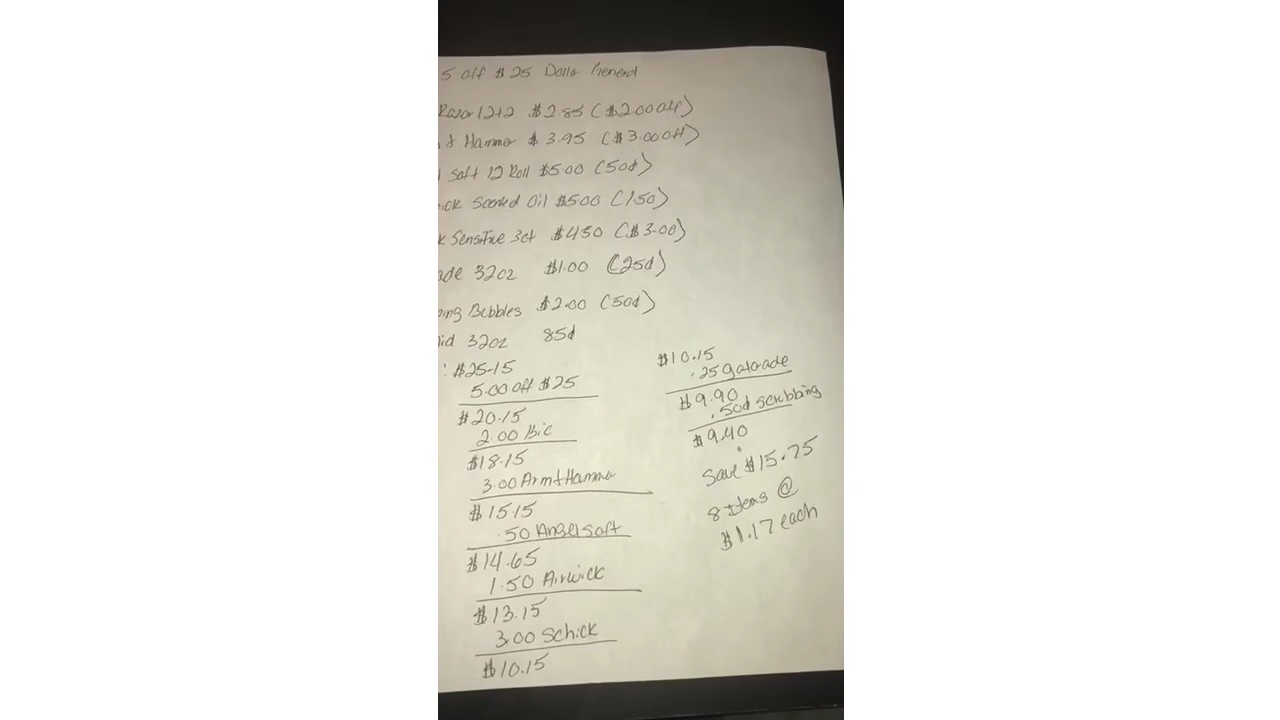 5 off $25 Dollar General
Razor 12+2 $2.85 ($2.00 off)
& Hammer $3.95 ($3.00 off)
Soft 12 Roll $5.00 (50¢)
ick Scented Oil $5.00 (1.50)
k Sensitive 3ct $4.50 ($3.00)
ade 32oz $1.00 (25¢)
bing Bubbles $2.00 (50¢)
32oz 85¢
: $25.15
5.00 off $25
$20.15
2.00 Bic
$18.15
3.00 Arm & Hammer
$15.15
.50 Angel Soft
$14.65
1.50 Airwick
$13.15
3.00 Schick
$10.15
$10.15
.25 gatorade
$9.90
.50¢ scrubbing
$9.40
Save $15.75
8 Items @
$1.17 each